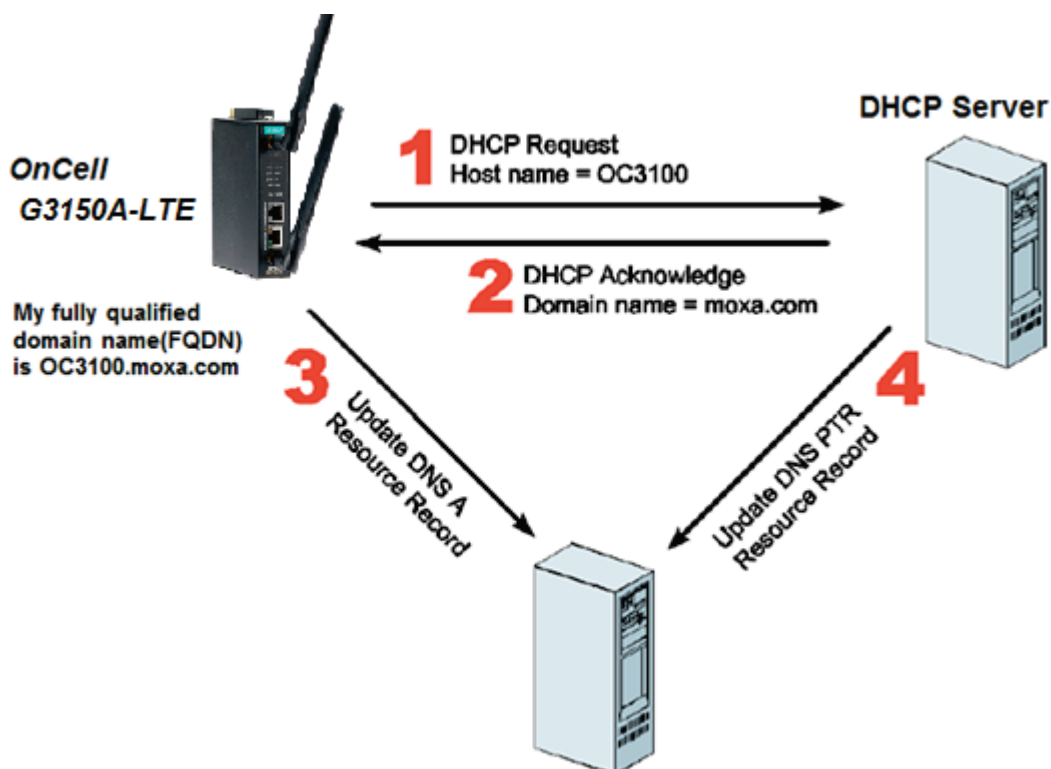 DHCP Server
OnCell
G3150A-LTE
1
DHCP Request
Host name = OC3100
2
DHCP Acknowledge
Domain name = moxa.com
My fully qualified
domain name(FQDN)
is OC3100.moxa.com
3
Update DNS A
Resource Record
4
Update DNS PTR
Resource Record